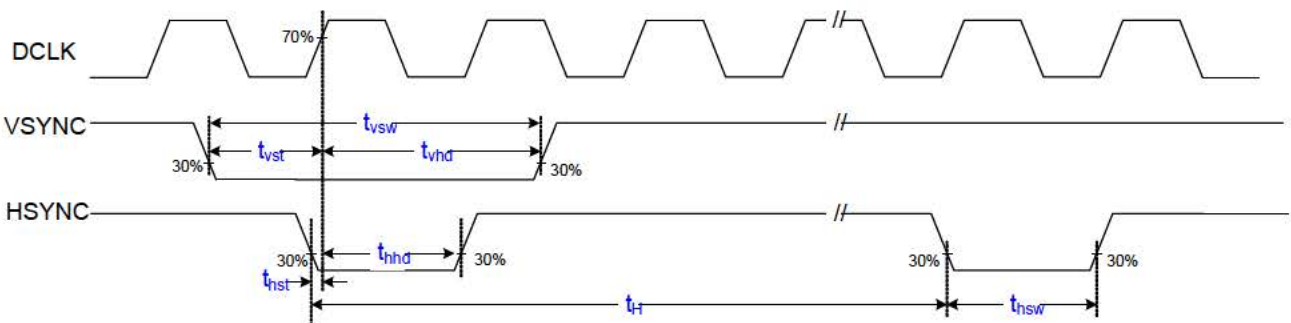 DCLK 70% //
VSYNC tvsw //
tvst tvhd
30% 30%
HSYNC //
30% thhd 30% 30% 30%
thst
tH thsw